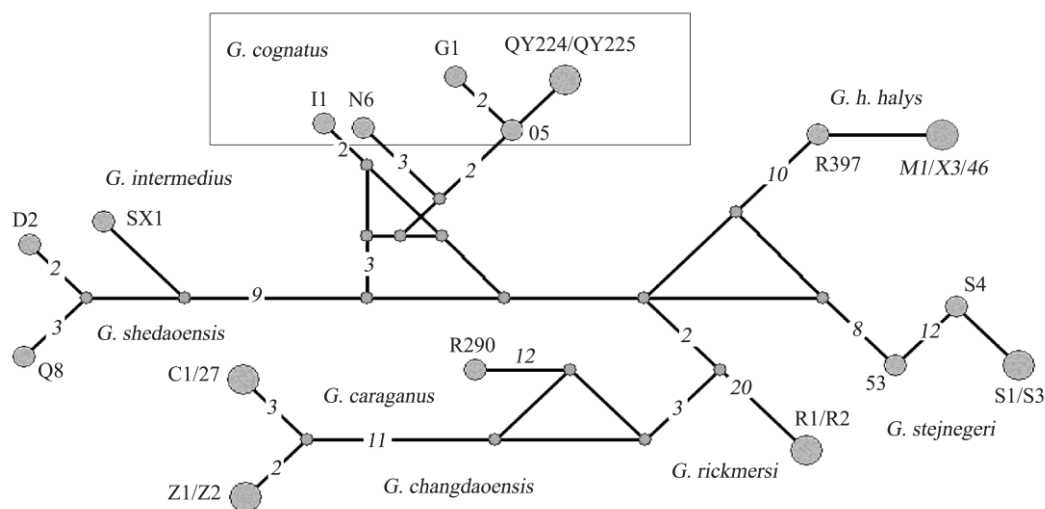 G. cognatus
G1
QY224/QY225
2
I1
N6
05
G. h. halys
2
3
2
R397
M1/X3/46
10
G. intermedius
D2
SX1
2
3
9
3
G. shedaoensis
Q8
8
S4
12
53
S1/S3
G. stejnegeri
2
R290
12
C1/27
G. caraganus
20
3
3
11
R1/R2
2
G. rickmersi
Z1/Z2
G. changdaoensis